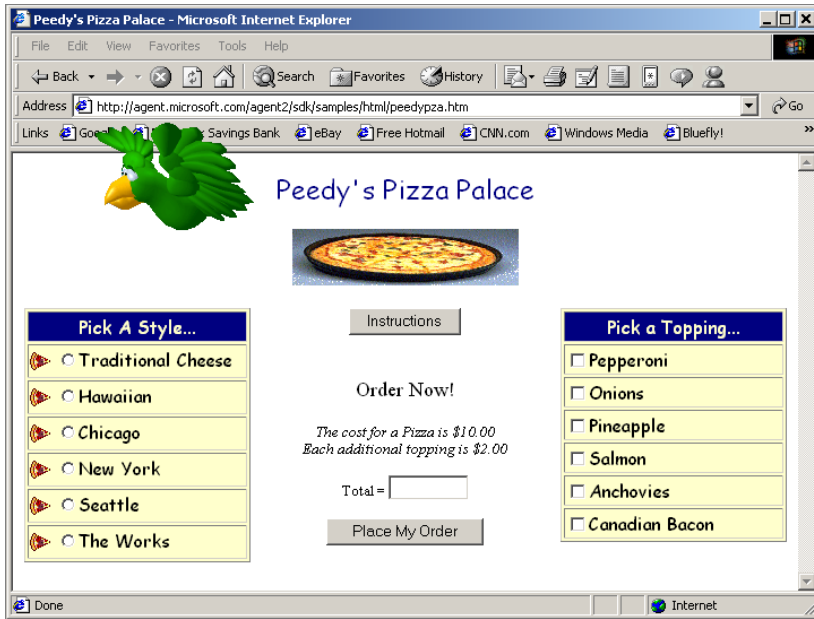 Peedy's Pizza Palace - Microsoft Internet Explorer
File Edit View Favorites Tools Help
Back Search Favorites History
Address http://agent.microsoft.com/agent2/sdk/samples/html/peedypza.htm Go
Links Savings Bank eBay Free Hotmail CNN.com Windows Media Bluefly! »
Peedy's Pizza Palace
Pick A Style...
Traditional Cheese
Hawaiian
Chicago
New York
Seattle
The Works
Instructions
Order Now!
The cost for a Pizza is $10.00
Each additional topping is $2.00
Total =
Place My Order
Pick a Topping...
Pepperoni
Onions
Pineapple
Salmon
Anchovies
Canadian Bacon
Done Internet